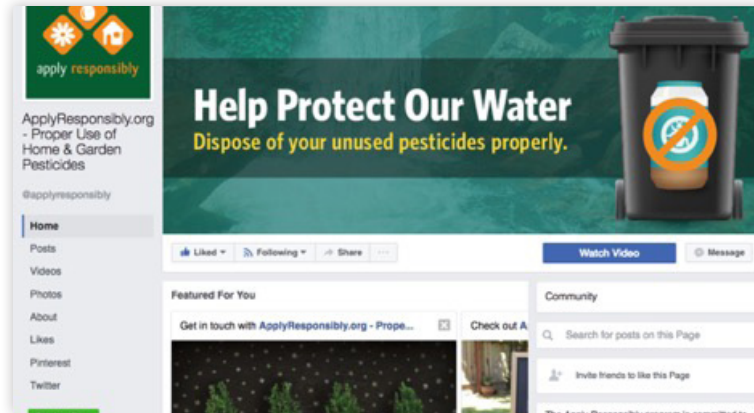 apply responsibly
ApplyResponsibly.org
- Proper Use of
Home & Garden
Pesticides
@applyresponsibly
Home
Posts
Videos
Photos
About
Likes
Pinterest
Twitter
Help Protect Our Water
Dispose of your unused pesticides properly.
Liked
Following
Share
Watch Video
Message
Featured For You
Get in touch with ApplyResponsibly.org - Prope...
Check out A
Community
Search for posts on this Page
Invite friends to like this Page